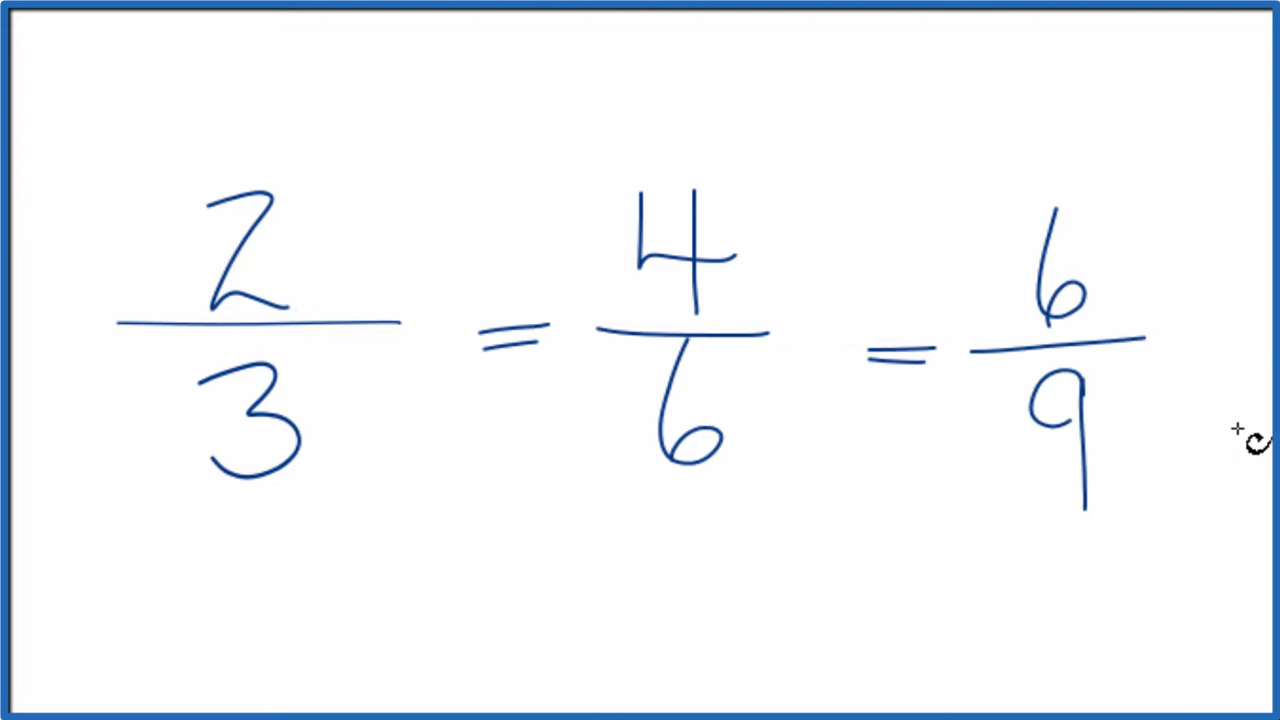 2/3 = 4/6 = 6/9